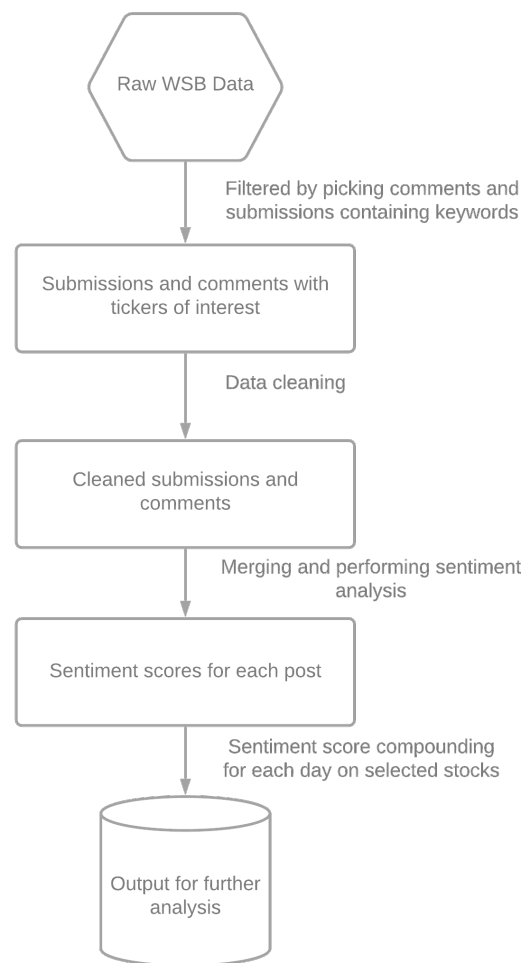 Raw WSB Data
Filtered by picking comments and
submissions containing keywords
Submissions and comments with
tickers of interest
Data cleaning
Cleaned submissions and
comments
Merging and performing sentiment
analysis
Sentiment scores for each post
Sentiment score compounding
for each day on selected stocks
Output for further
analysis